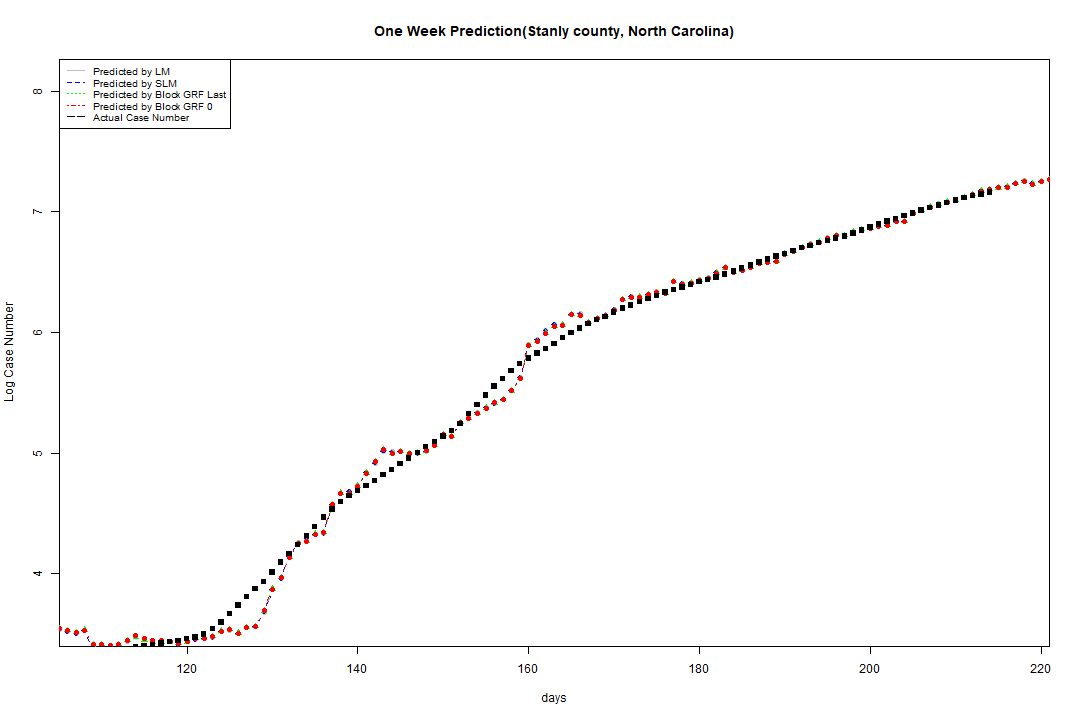 One Week Prediction(Stanly county, North Carolina)
Predicted by LM
Predicted by SLM
Predicted by Block GRF Last
Predicted by Block GRF 0
Actual Case Number
8
7
6
5
4
Log Case Number
120 140 160 180 200 220
days